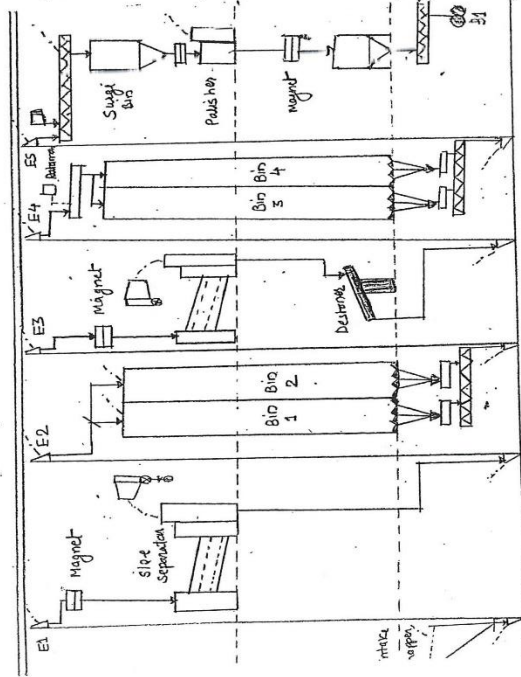 E1
Magnet
Size
Separator
intake
E2
Bin
1
Bin
2
E3
Magnet
Destoner
E4
Bin
3
Bin
4
E5
Surge
Bin
Polisher
Magnet
B1